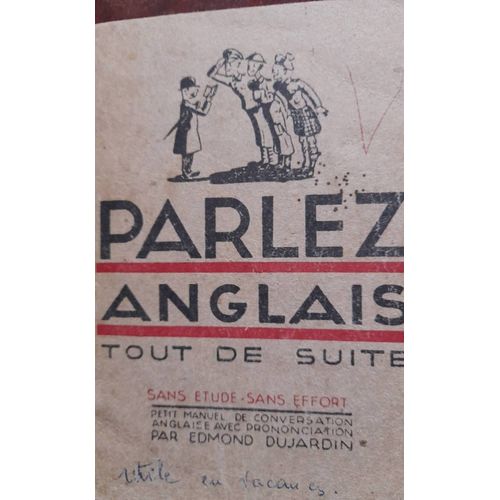 PARLEZ
ANGLAIS
TOUT DE SUITE
SANS ETUDE - SANS EFFORT
PETIT MANUEL DE CONVERSATION
ANGLAISE AVEC PRONONCIATION
PAR EDMOND DUJARDIN
utile en vacances.